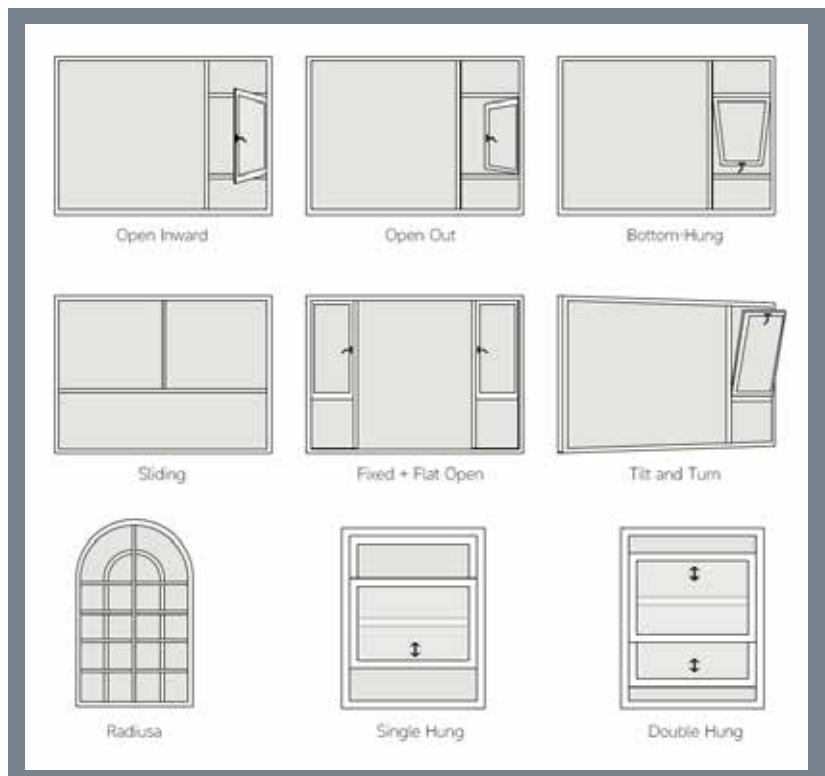 Open Inward
Open Out
Bottom-Hung
Sliding
Fixed + Flat Open
Tilt and Turn
Radiusa
Single Hung
Double Hung